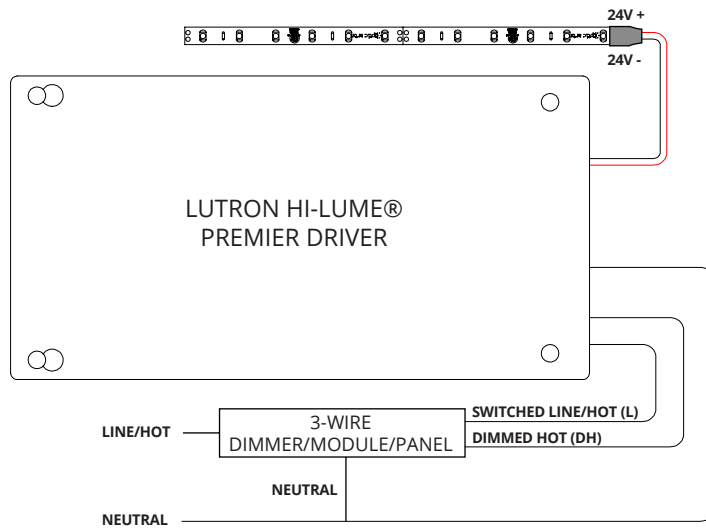 24V +
24V -
LUTRON HI-LUME®
PREMIER DRIVER
SWITCHED LINE/HOT (L)
3-WIRE
LINE/HOT
DIMMER/MODULE/PANEL
DIMMED HOT (DH)
NEUTRAL
NEUTRAL